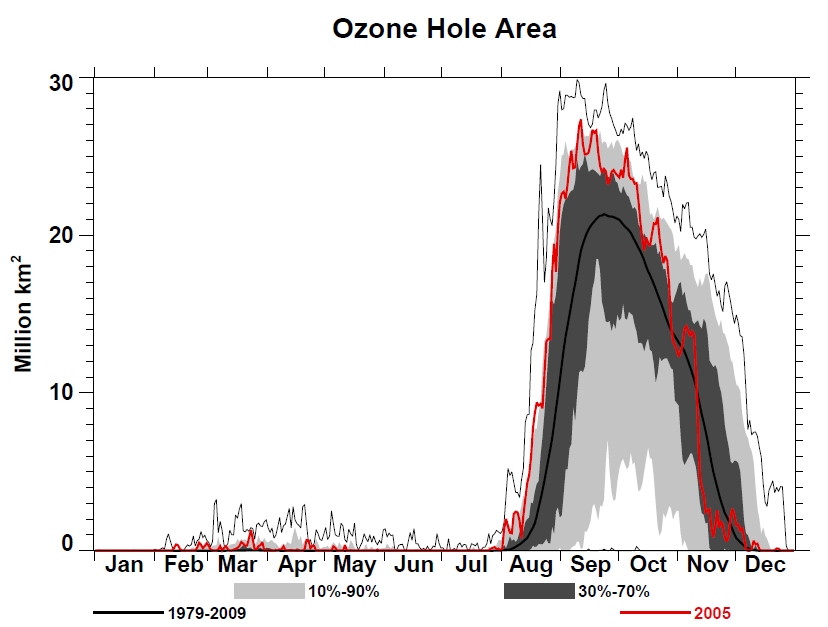 Ozone Hole Area
Million km²
30
20
10
0
Jan Feb Mar Apr May Jun Jul Aug Sep Oct Nov Dec
10%-90% 30%-70%
1979-2009 2005